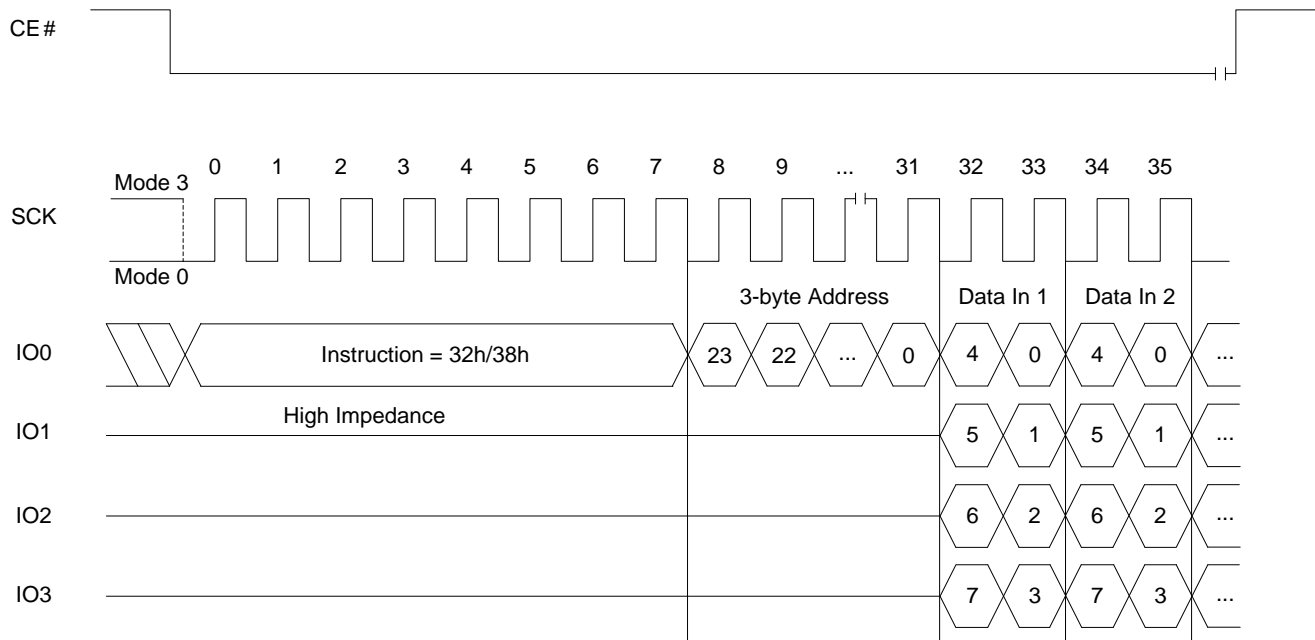 CE#
0 1 2 3 4 5 6 7 8 9 ... 31 32 33 34 35
Mode 3
SCK
Mode 0
3-byte Address Data In 1 Data In 2
IO0 Instruction = 32h/38h 23 22 ... 0 4 0 4 0 ...
High Impedance
IO1 5 1 5 1 ...
IO2 6 2 6 2 ...
IO3 7 3 7 3 ...